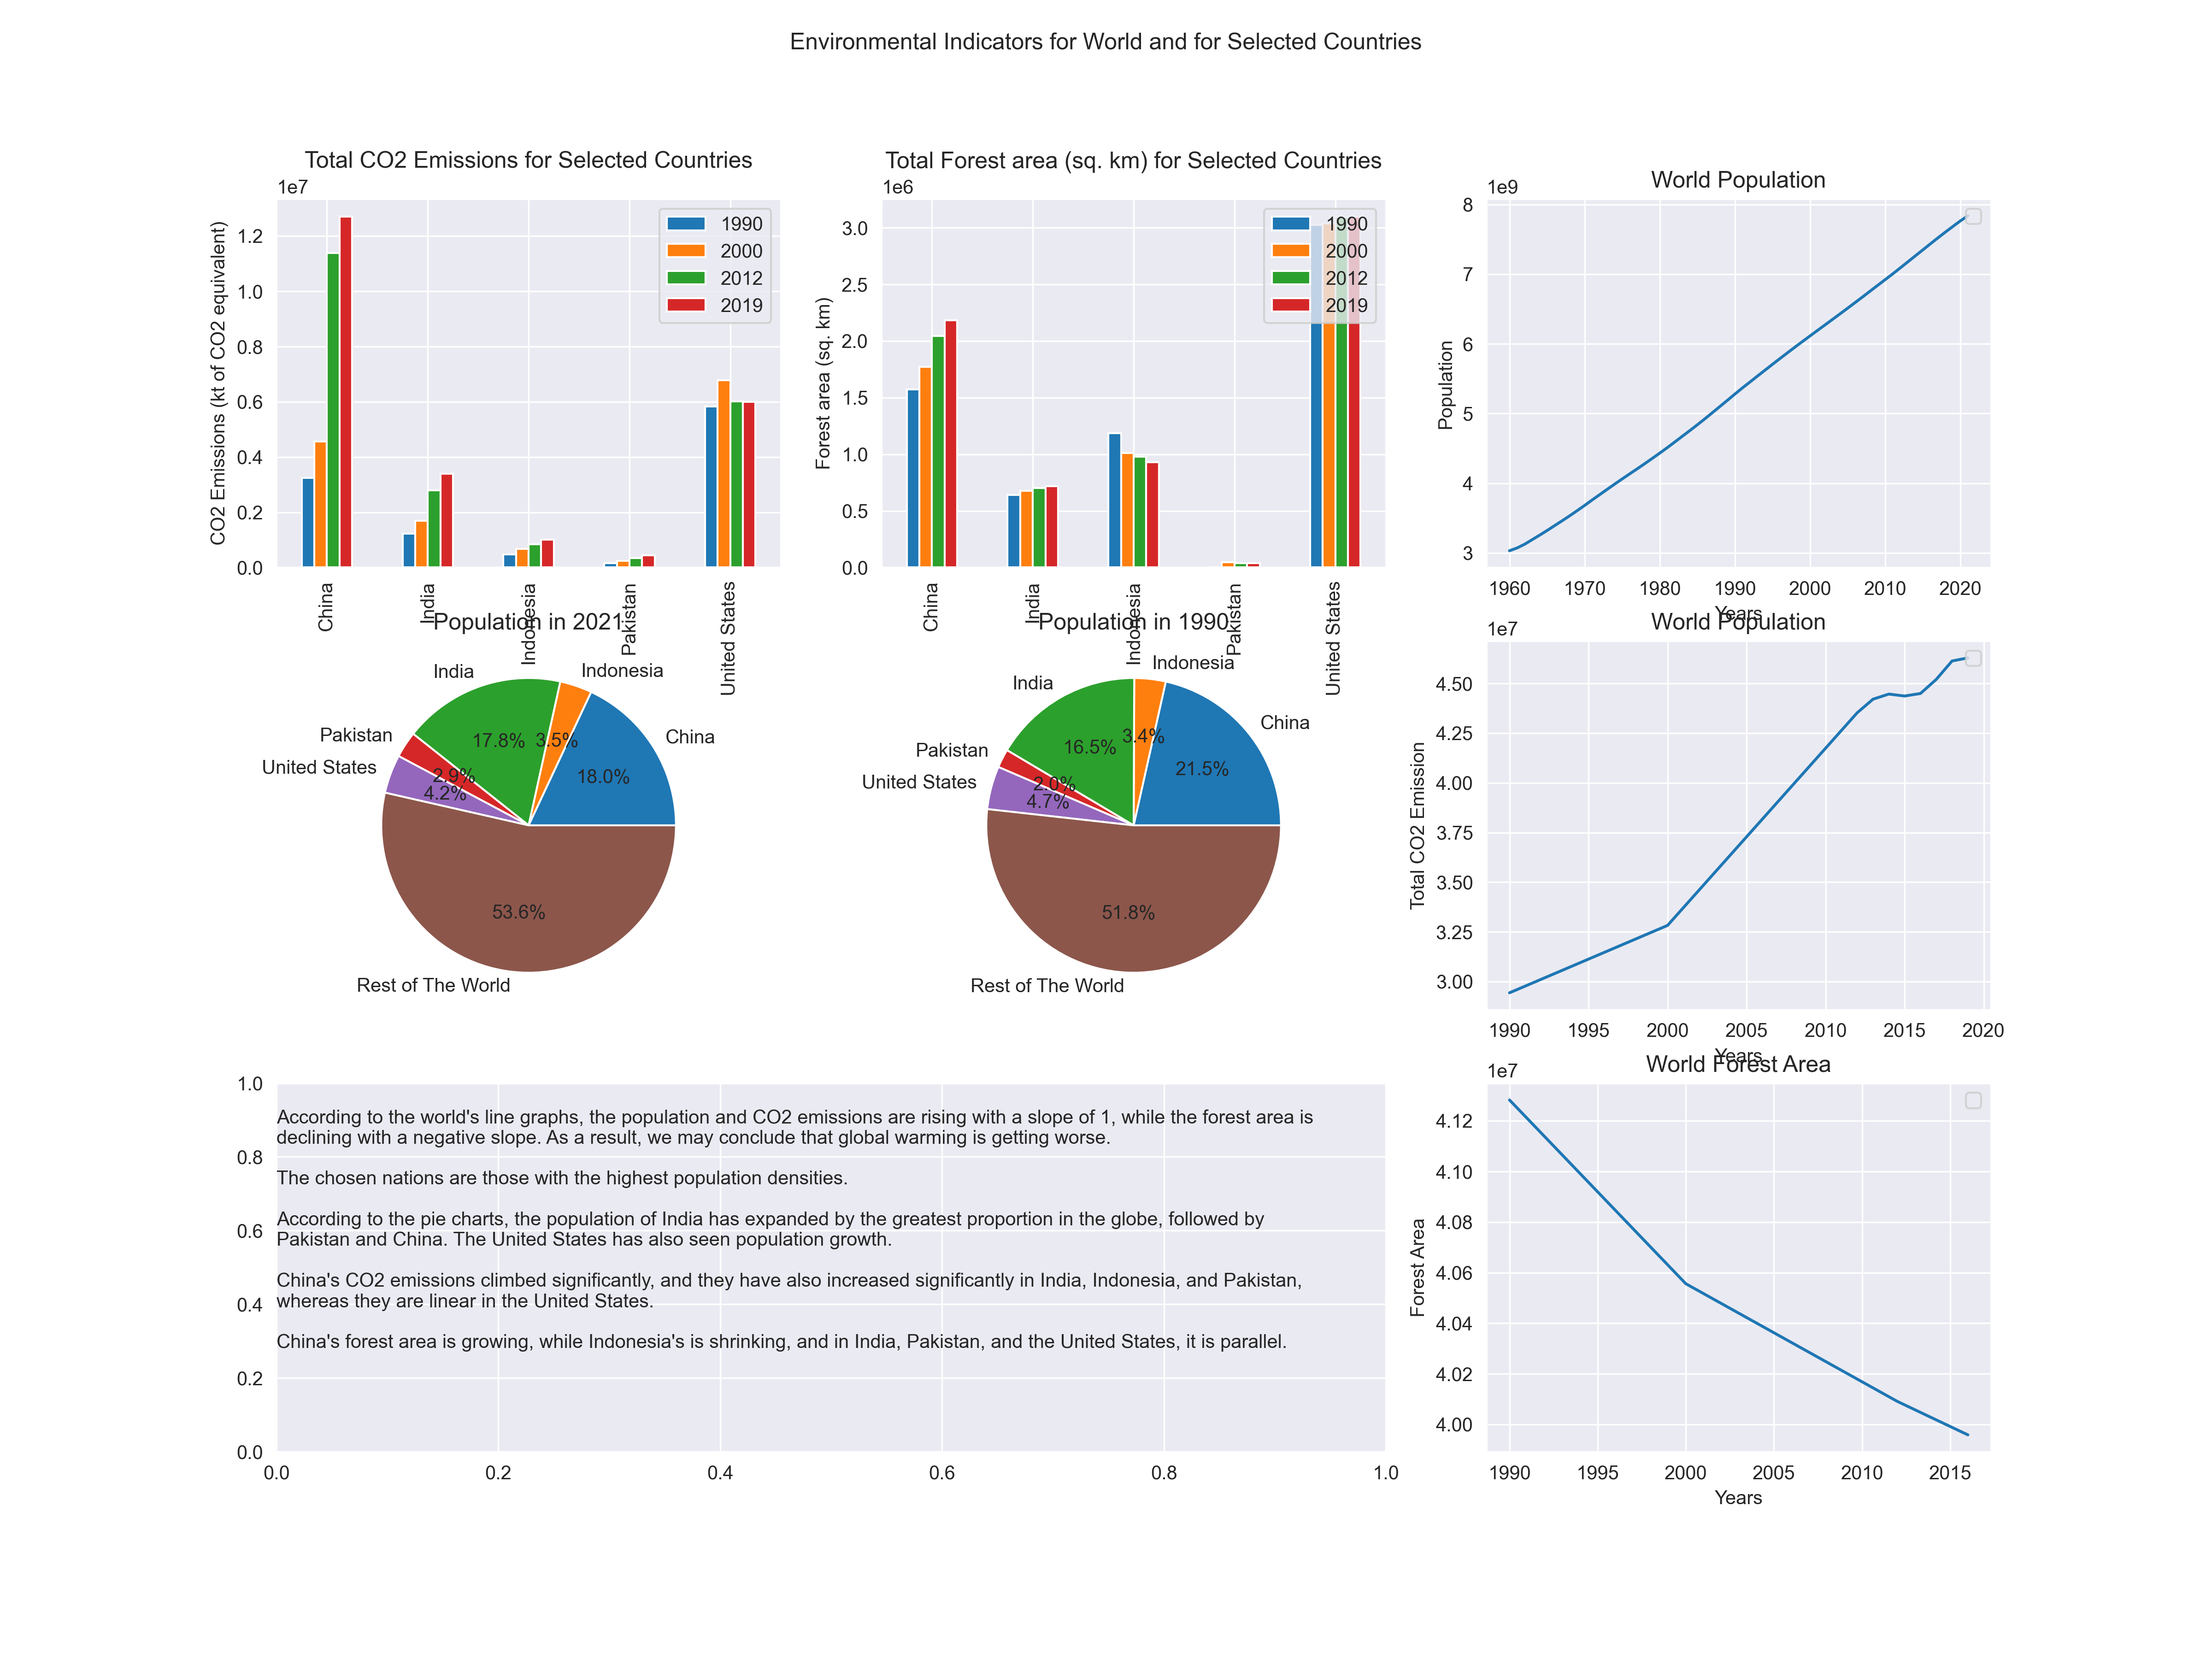 Environmental Indicators for World and for Selected Countries
Total CO2 Emissions for Selected Countries
1e7
CO2 Emissions (kt of CO2 equivalent)
1.2
1.0
0.8
0.6
0.4
0.2
0.0
1990
2000
2012
2019
China
India
Indonesia
Pakistan
United States
Total Forest area (sq. km) for Selected Countries
1e6
Forest area (sq. km)
3.0
2.5
2.0
1.5
1.0
0.5
0.0
1990
2000
2012
2019
China
India
Indonesia
Pakistan
United States
World Population
1e9
Population
8
7
6
5
4
3
1960 1970 1980 1990 2000 2010 2020
Years
Population in 2021
India
Indonesia
Pakistan
China
United States
17.8%
3.5%
18.0%
2.9%
4.2%
53.6%
Rest of The World
Population in 1990
Indonesia
India
China
Pakistan
United States
16.5%
3.4%
21.5%
2.0%
4.7%
51.8%
Rest of The World
World Population
1e7
Total CO2 Emission
4.50
4.25
4.00
3.75
3.50
3.25
3.00
1990 1995 2000 2005 2010 2015 2020
Years
1.0
0.8
0.6
0.4
0.2
0.0
According to the world's line graphs, the population and CO2 emissions are rising with a slope of 1, while the forest area is
declining with a negative slope. As a result, we may conclude that global warming is getting worse.
The chosen nations are those with the highest population densities.
According to the pie charts, the population of India has expanded by the greatest proportion in the globe, followed by
Pakistan and China. The United States has also seen population growth.
China's CO2 emissions climbed significantly, and they have also increased significantly in India, Indonesia, and Pakistan,
whereas they are linear in the United States.
China's forest area is growing, while Indonesia's is shrinking, and in India, Pakistan, and the United States, it is parallel.
0.0 0.2 0.4 0.6 0.8 1.0
World Forest Area
1e7
Forest Area
4.12
4.10
4.08
4.06
4.04
4.02
4.00
1990 1995 2000 2005 2010 2015
Years